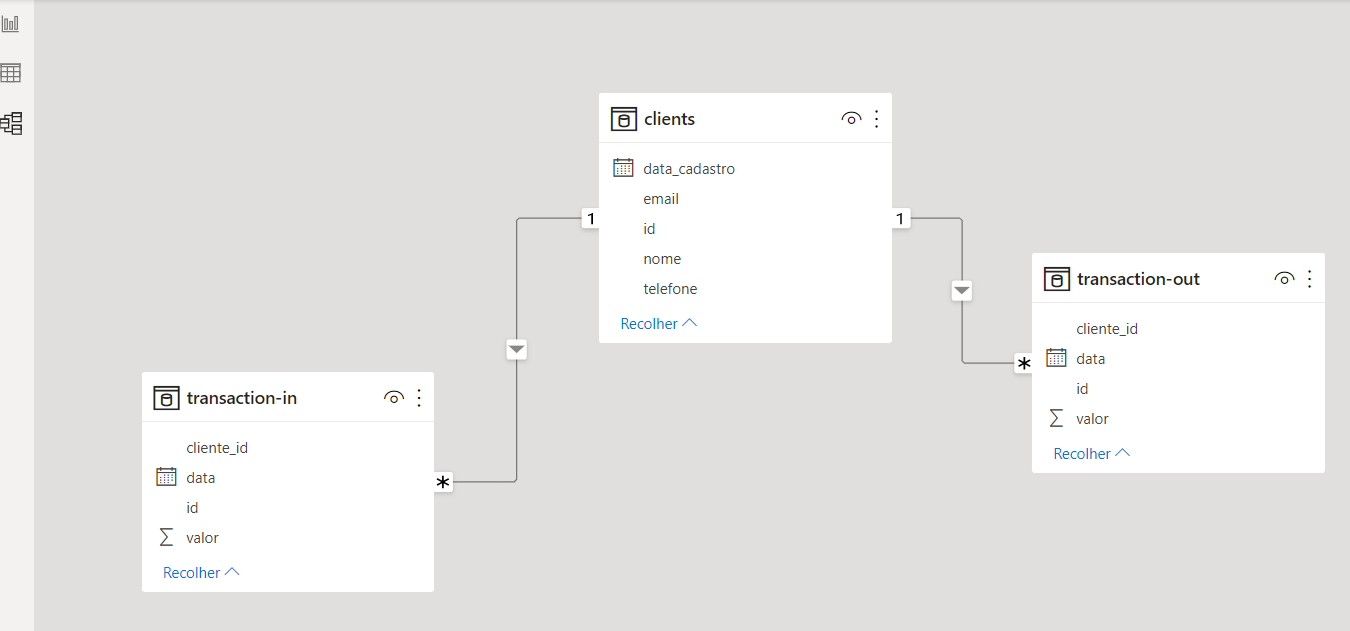 clients
data_cadastro
email
id
nome
telefone
Recolher
1
1
*
*
transaction-out
cliente_id
data
id
valor
Recolher
transaction-in
cliente_id
data
id
valor
Recolher